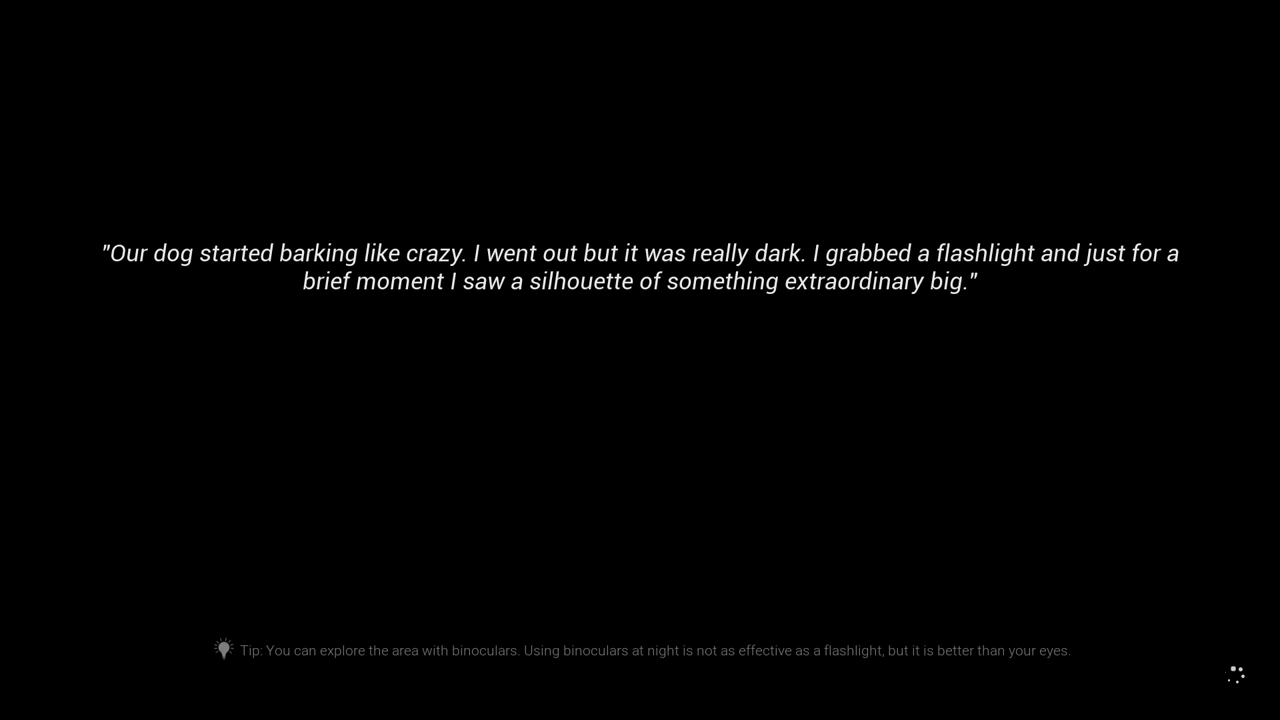 "Our dog started barking like crazy. I went out but it was really dark. I grabbed a flashlight and just for a
brief moment I saw a silhouette of something extraordinary big."
Tip: You can explore the area with binoculars. Using binoculars at night is not as effective as a flashlight, but it is better than your eyes.